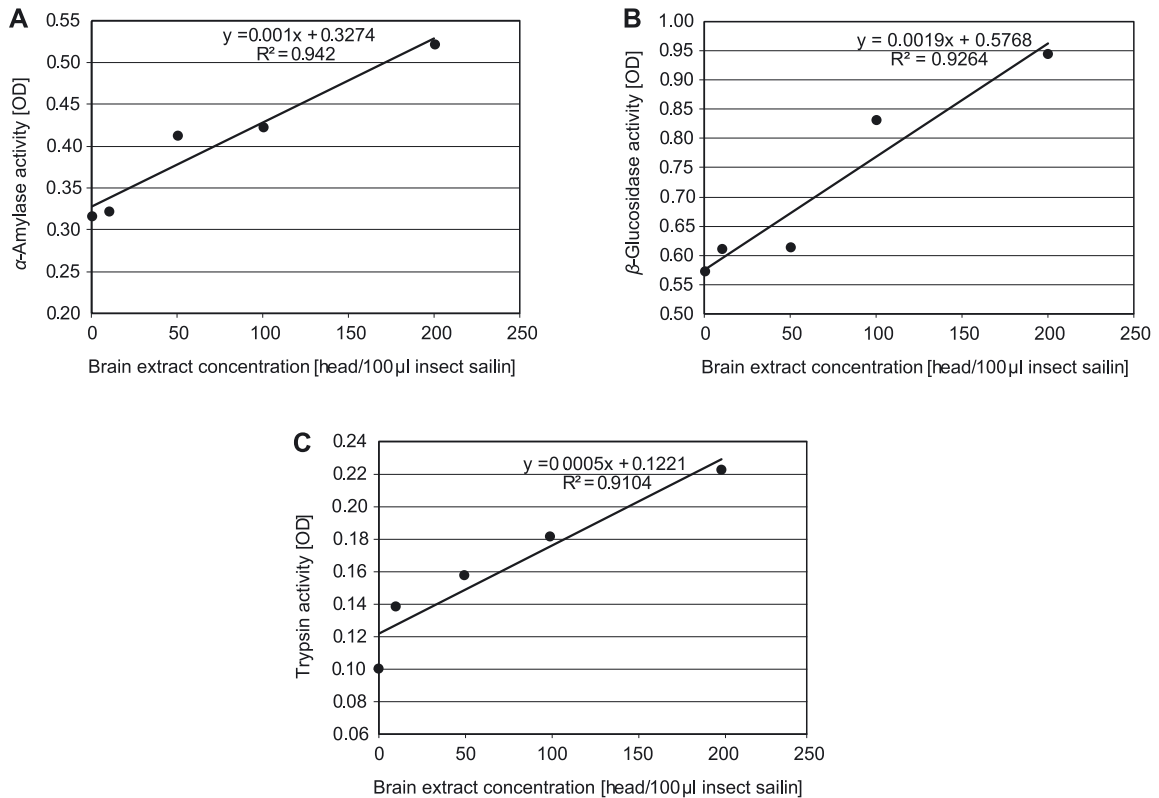 A
0.55
0.50
0.45
0.40
0.35
0.30
0.25
0.20
α-Amylase activity [OD]
y = 0.001x + 0.3274
R² = 0.942
0 50 100 150 200 250
Brain extract concentration [head/100 µl insect sailin]
B
1.00
0.95
0.90
0.85
0.80
0.75
0.70
0.65
0.60
0.55
0.50
β-Glucosidase activity [OD]
y = 0.0019x + 0.5768
R² = 0.9264
0 50 100 150 200 250
Brain extract concentration [head/100 µl insect sailin]
C
0.24
0.22
0.20
0.18
0.16
0.14
0.12
0.10
0.08
0.06
Trypsin activity [OD]
y =0 0005x + 0.1221
R² = 0.9104
0 50 100 150 200 250
Brain extract concentration [head/100 µl insect sailin]